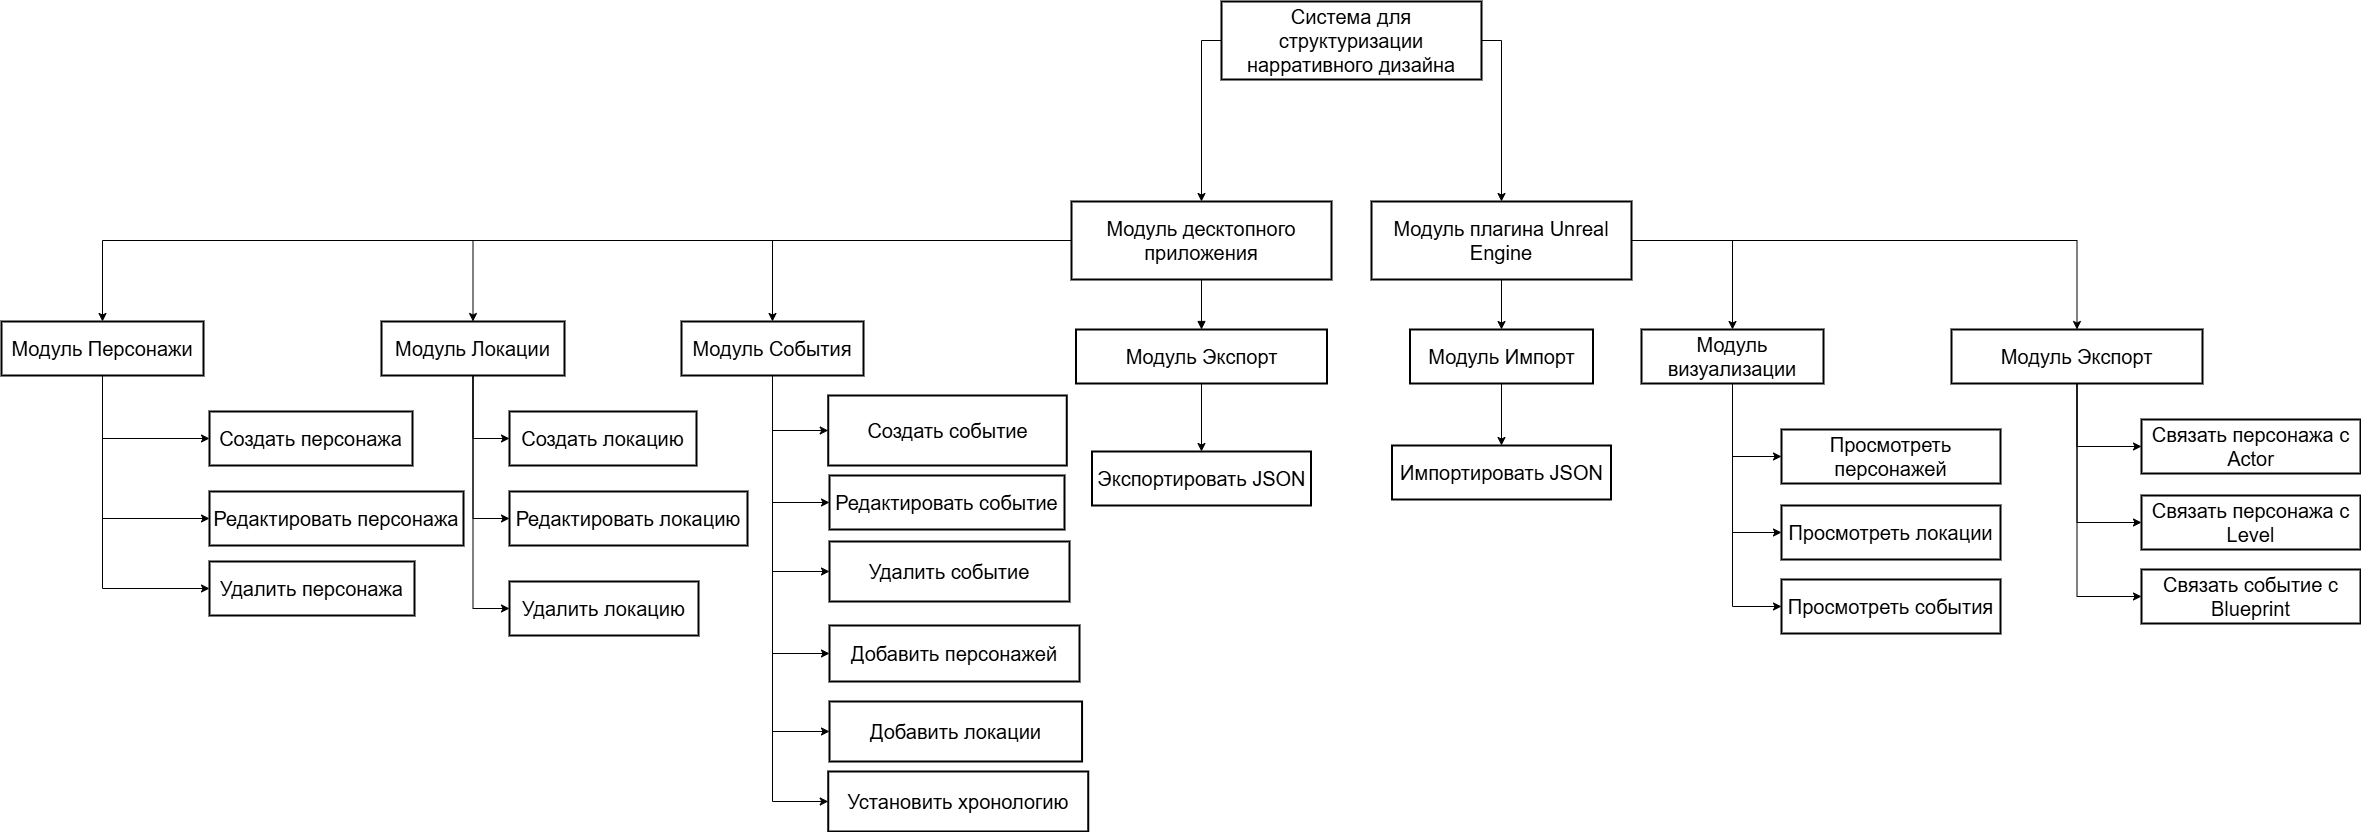 Система для
структуризации
нарративного дизайна
Модуль десктопного
приложения
Модуль плагина Unreal
Engine
Модуль Персонажи
Модуль Локации
Модуль События
Модуль Экспорт
Модуль Импорт
Модуль
визуализации
Модуль Экспорт
Создать персонажа
Редактировать персонажа
Удалить персонажа
Создать локацию
Редактировать локацию
Удалить локацию
Создать событие
Редактировать событие
Удалить событие
Добавить персонажей
Добавить локации
Установить хронологию
Экспортировать JSON
Импортировать JSON
Просмотреть
персонажей
Просмотреть локации
Просмотреть события
Связать персонажа с
Actor
Связать персонажа с
Level
Связать событие с
Blueprint